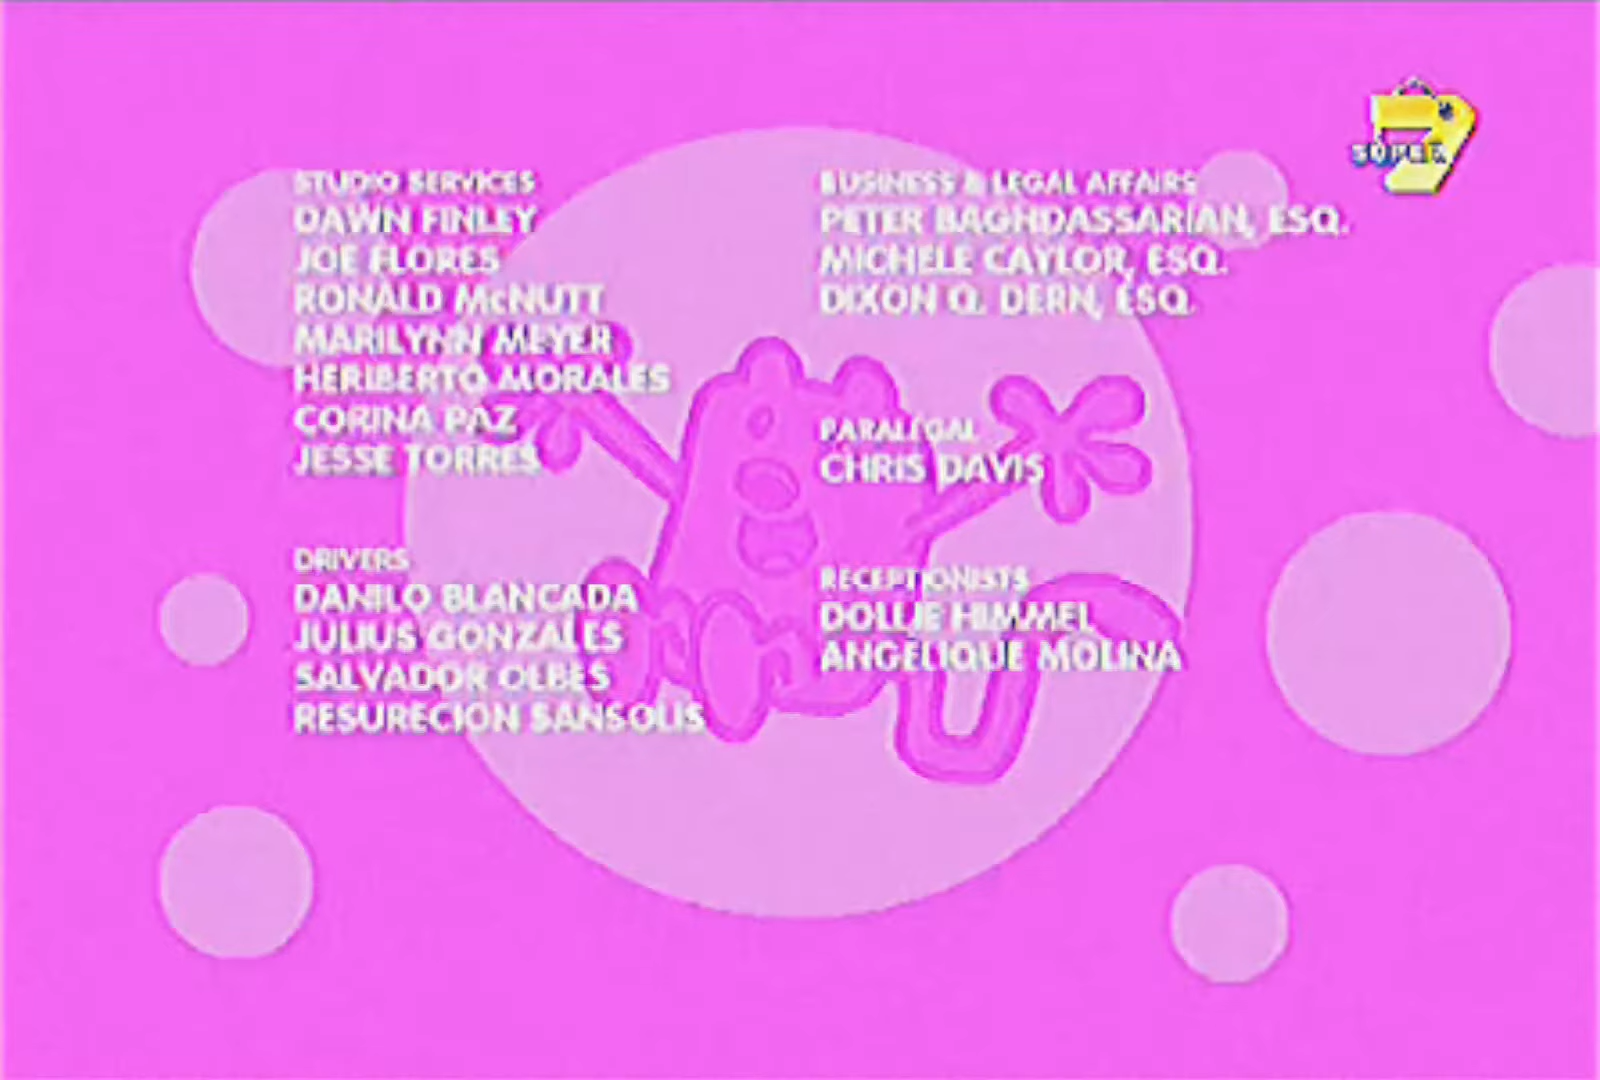 STUDIO SERVICES
DAWN FINLEY
JOE FLORES
RONALD McNUTT
MARILYNN MEYER
HERIBERTO MORALES
CORINA PAZ
JESSE TORRES
DRIVERS
DANILO BLANCADA
JULIUS GONZALES
SALVADOR OLBES
RESURECION SANSOLIS
BUSINESS & LEGAL AFFAIRS
PETER BAGHDASSARIAN, ESQ.
MICHELE CAYLOR, ESQ.
DIXON Q. DERN, ESQ.
PARALEGAL
CHRIS DAVIS
RECEPTIONISTS
DOLLIE HIMMEL
ANGELIQUE MOLINA
SUPER
7